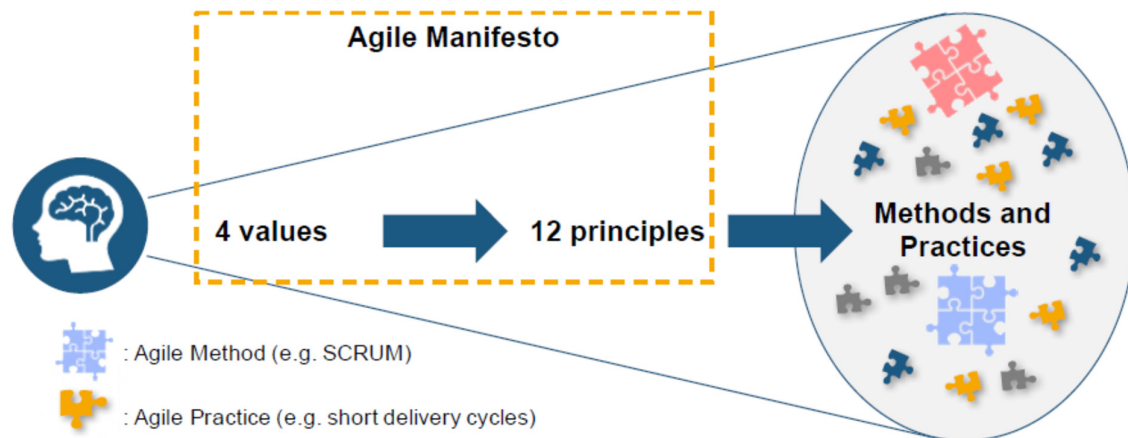 Agile Manifesto
4 values
12 principles
Methods and
Practices
: Agile Method (e.g. SCRUM)
: Agile Practice (e.g. short delivery cycles)